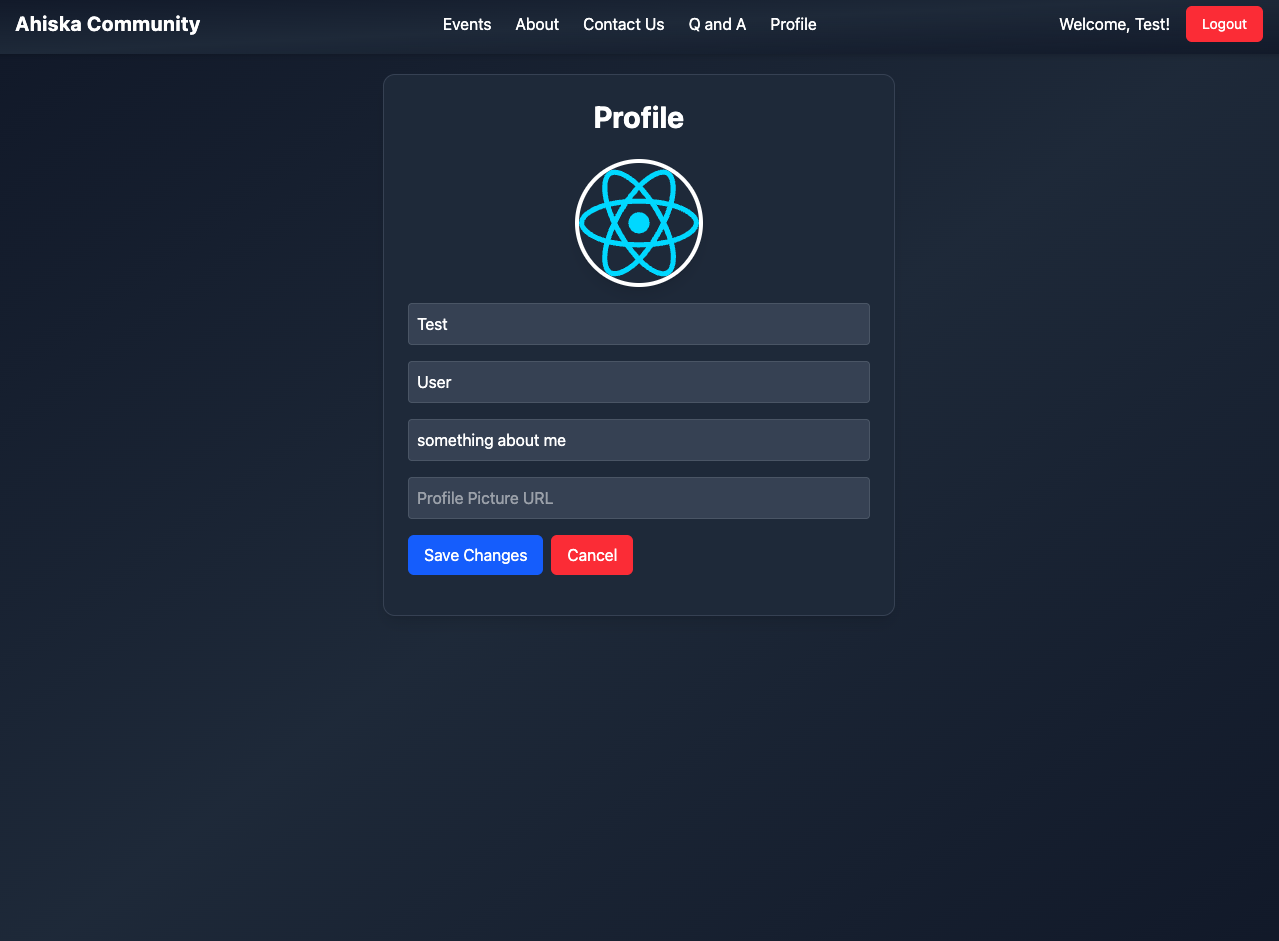 Ahiska Community
Events About Contact Us Q and A Profile
Welcome, Test! Logout
Profile
Test
User
something about me
Profile Picture URL
Save Changes Cancel